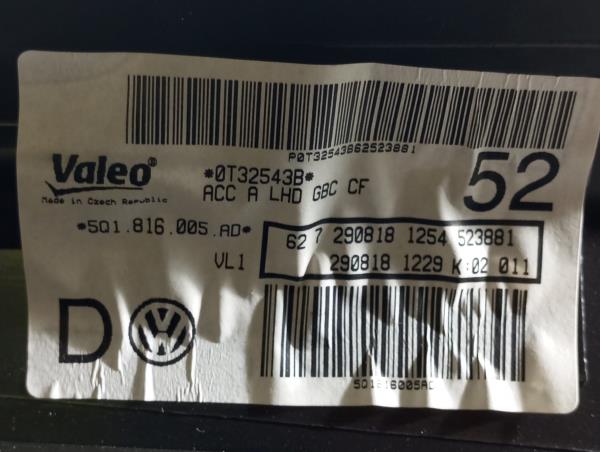 P0T32543B62523881
Valeo®
Made in Czech Republic
*0T32543B*
ACC A LHD GBC CF
52
*5Q1.816.005.AD*
VL1
62 7 290818 1254 523881
290818 1229 K:02 011
D
VW
5Q1816005AD